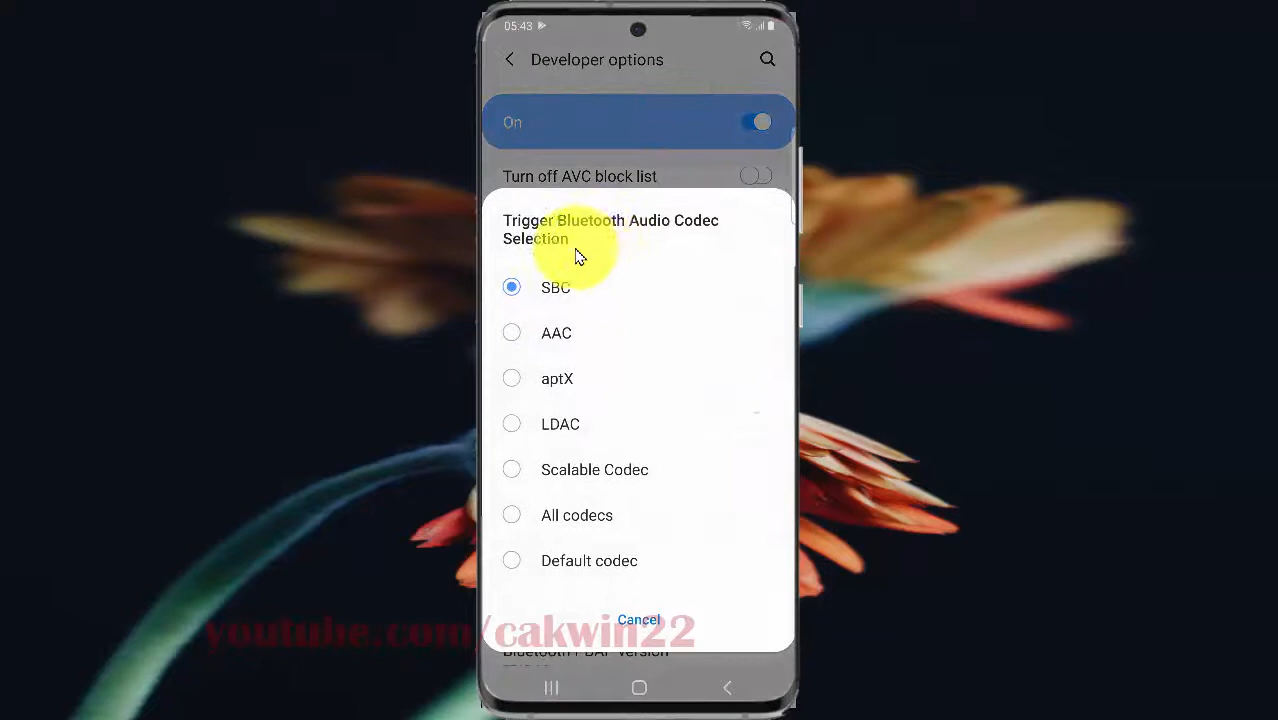 05:43
Developer options
On
Turn off AVC block list
Trigger Bluetooth Audio Codec
Selection
SBC
AAC
aptX
LDAC
Scalable Codec
All codecs
Default codec
Cancel
youtube.com/cakwin22
Bluetooth PBAP version